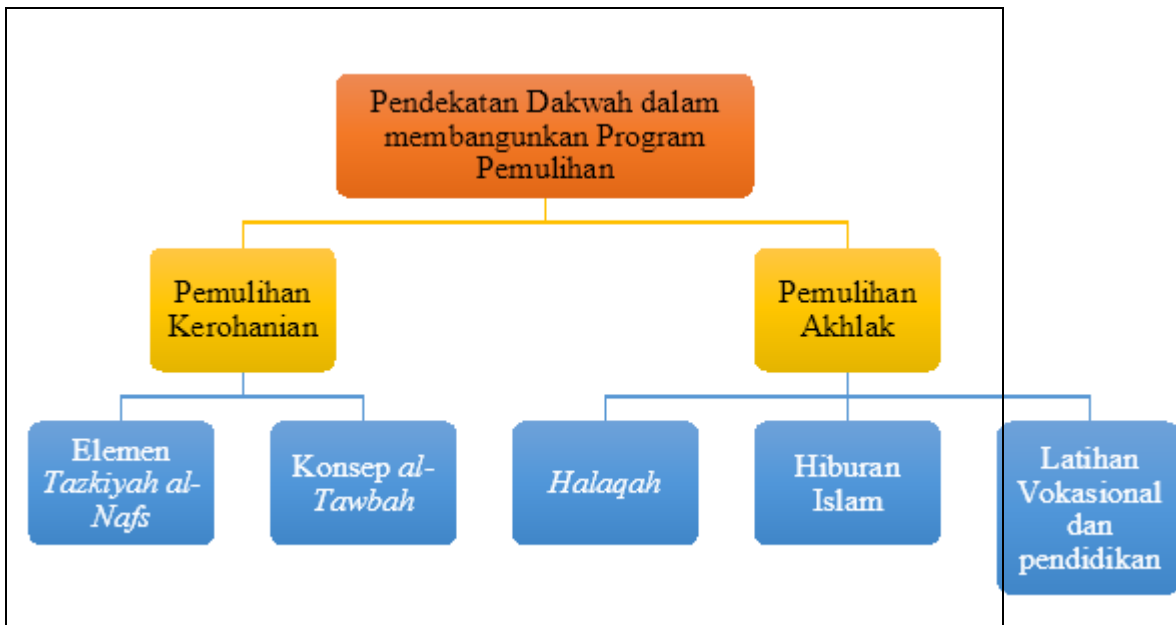 Pendekatan Dakwah dalam
membangunkan Program
Pemulihan
Pemulihan
Kerohanian
Pemulihan
Akhlak
Elemen
Tazkiyah al-
Nafs
Konsep al-
Tawbah
Halaqah
Hiburan
Islam
Latihan
Vokasional
dan
pendidikan